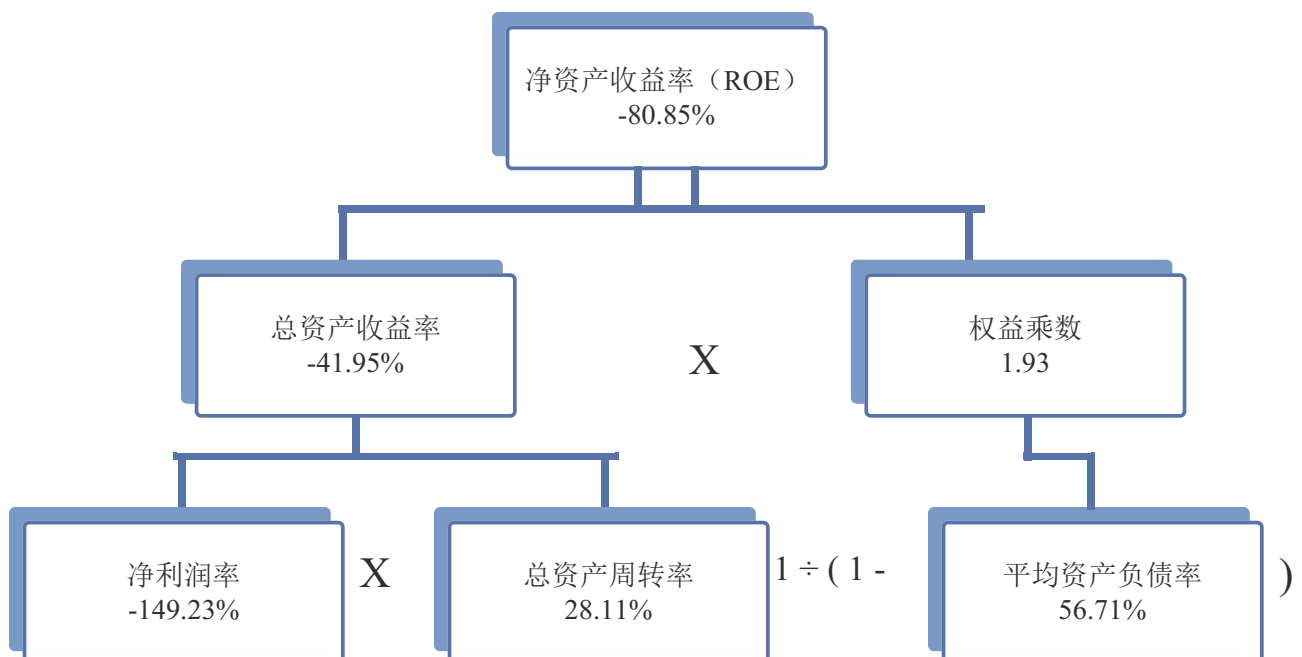 净资产收益率（ROE）
-80.85%
总资产收益率
-41.95%
X
权益乘数
1.93
净利润率
-149.23%
X
总资产周转率
28.11%
1 ÷ ( 1 -
平均资产负债率
56.71%
)